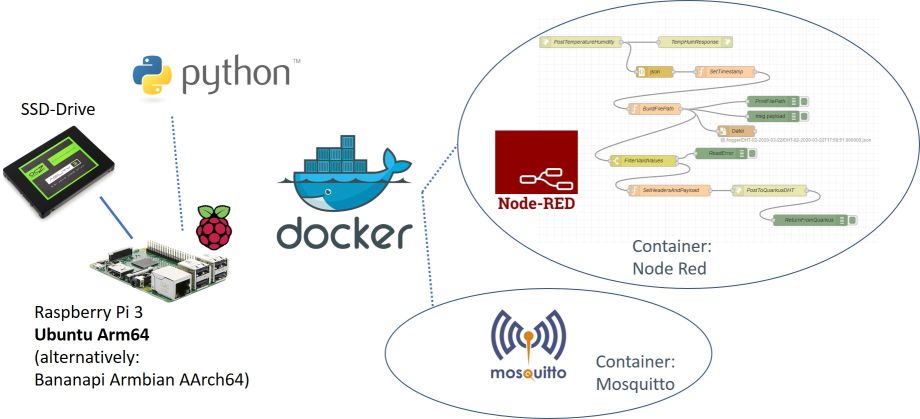 SSD-Drive
python™
Raspberry Pi 3
Ubuntu Arm64
(alternatively:
Bananapi Armbian AArch64)
docker
Node-RED
PostTemperatureHumidity
TempHumResponse
json
SetTimestamp
BuildFilePath
PrintFilePath
msg.payload
Datei
FilterValidValues
ReadError
SetHeadersAndPayload
PostToQuarkusDHT
ReturnFromQuarkus
Container:
Node Red
mosquitto
Container:
Mosquitto